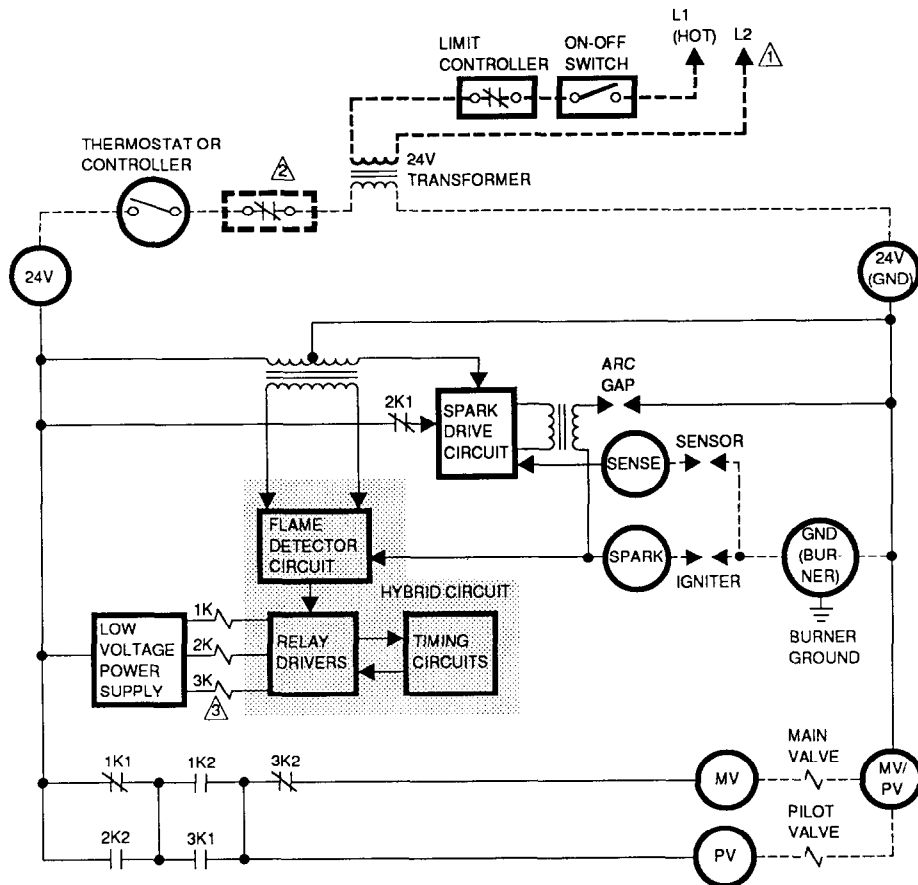 L1
(HOT)
L2
1
LIMIT
CONTROLLER
ON-OFF
SWITCH
THERMOSTAT OR
CONTROLLER
2
24V
TRANSFORMER
24V
24V
(GND)
ARC
GAP
2K1
SPARK
DRIVE
CIRCUIT
SENSE
SENSOR
FLAME
DETECTOR
CIRCUIT
SPARK
IGNITER
GND
(BUR-
NER)
HYBRID CIRCUIT
BURNER
GROUND
LOW
VOLTAGE
POWER
SUPPLY
1K
2K
3K
3
RELAY
DRIVERS
TIMING
CIRCUITS
1K1
1K2
3K2
MV
MAIN
VALVE
MV/
PV
2K2
3K1
PV
PILOT
VALVE